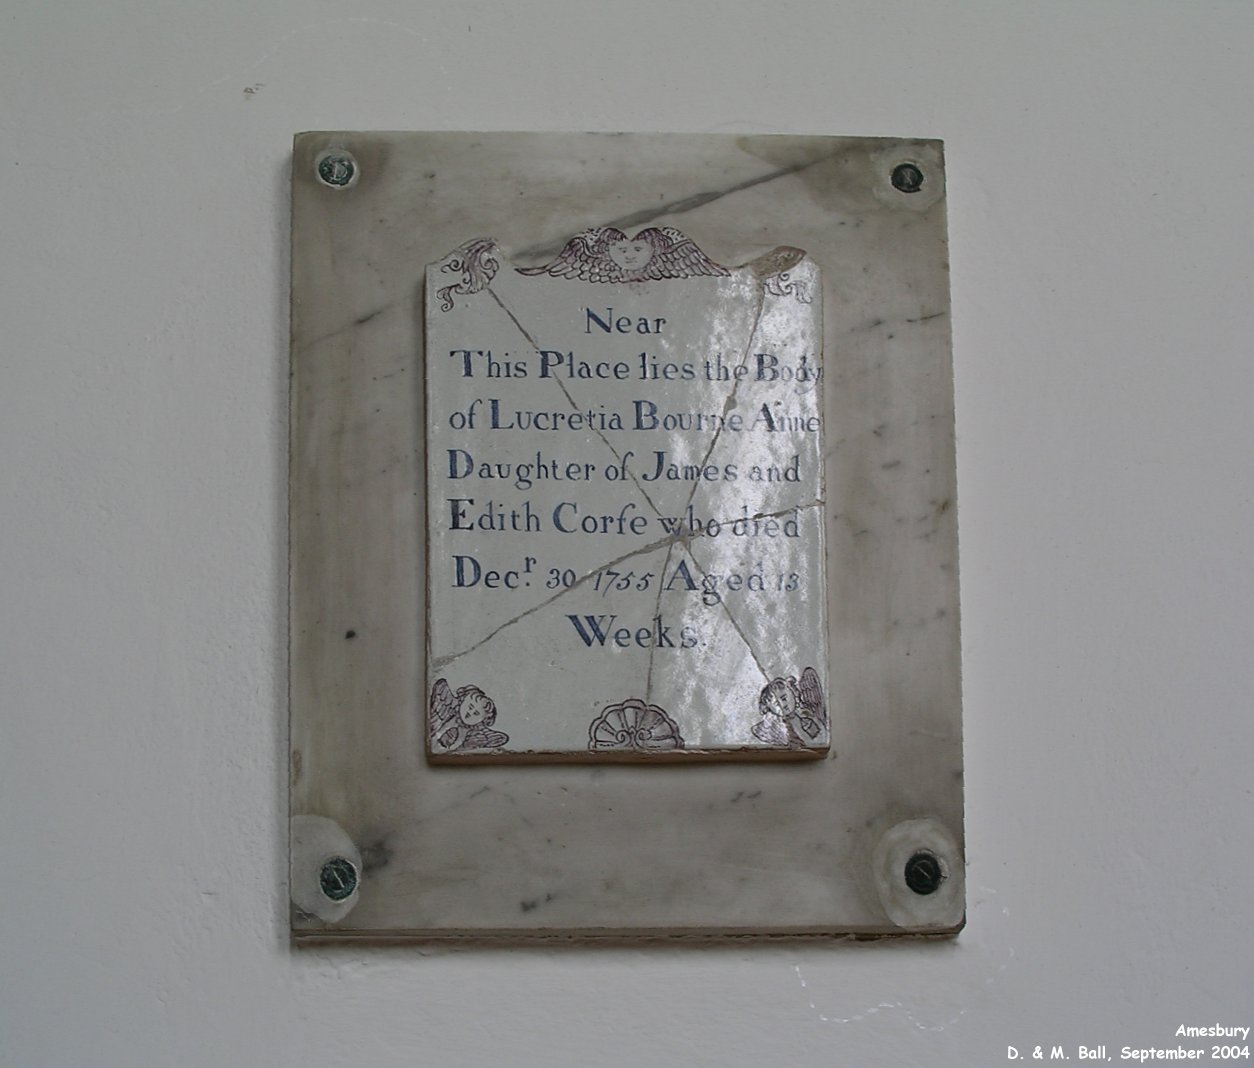 Near
This Place lies the Body
of Lucretia Bourne Anne
Daughter of James and
Edith Corfe who died
Decr. 30 1755 Aged 13
Weeks.
Amesbury
D. & M. Ball, September 2004